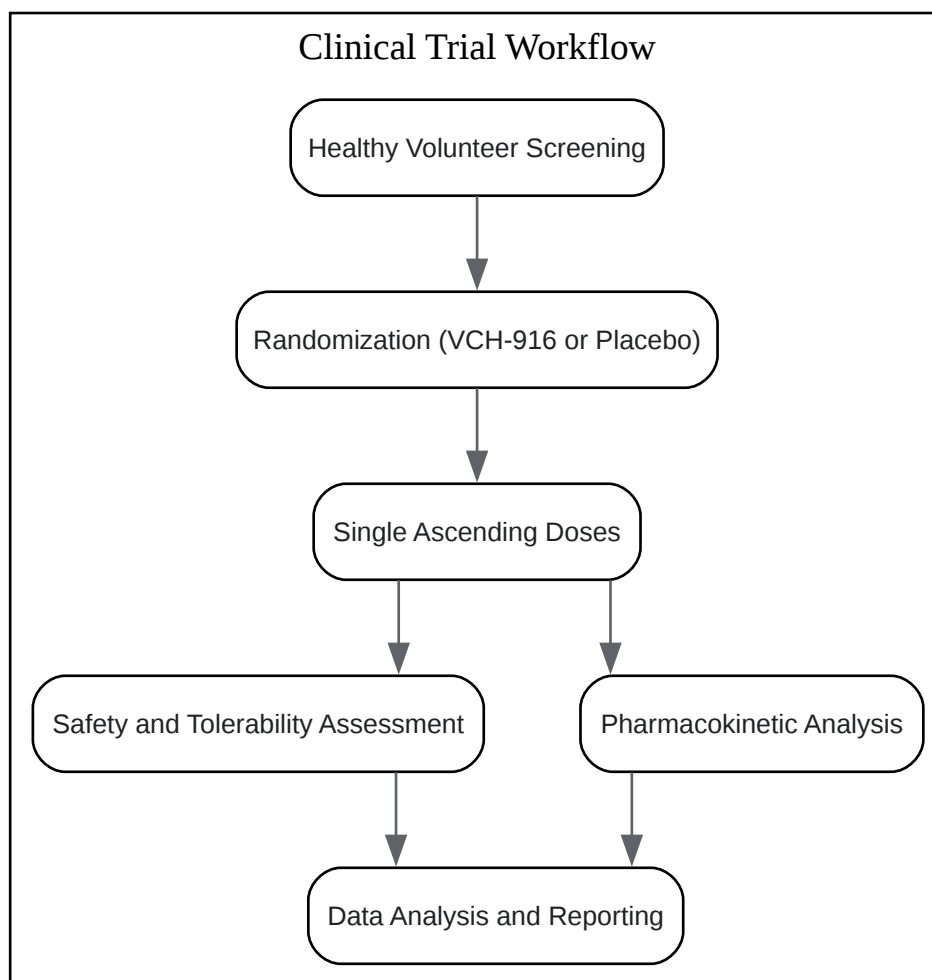 Clinical Trial Workflow
Healthy Volunteer Screening
Randomization (VCH-916 or Placebo)
Single Ascending Doses
Safety and Tolerability Assessment
Pharmacokinetic Analysis
Data Analysis and Reporting